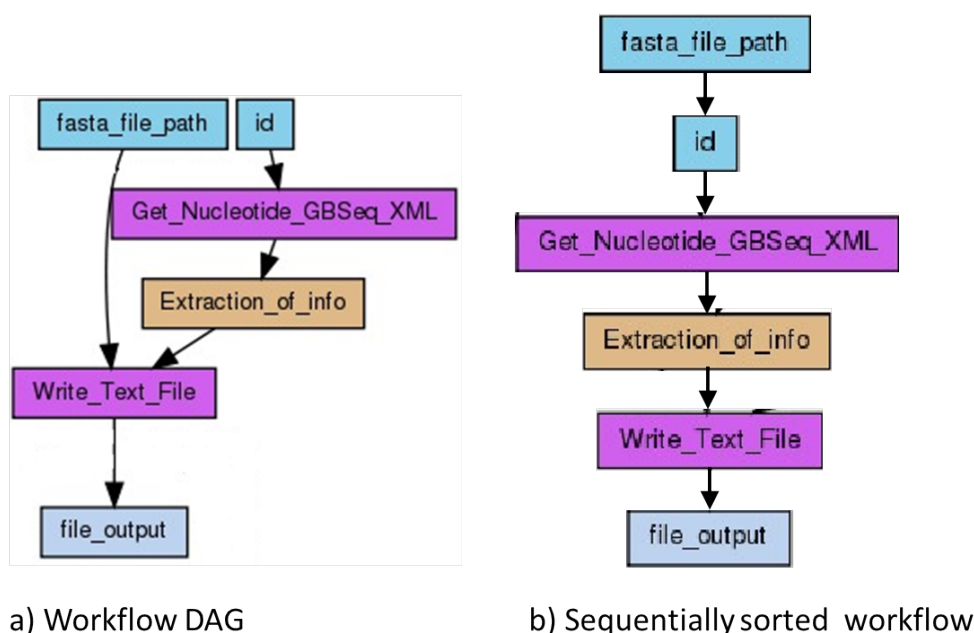 fasta_file_path
id
Get_Nucleotide_GBSeq_XML
Extraction_of_info
Write_Text_File
file_output
a) Workflow DAG
fasta_file_path
id
Get_Nucleotide_GBSeq_XML
Extraction_of_info
Write_Text_File
file_output
b) Sequentially sorted workflow